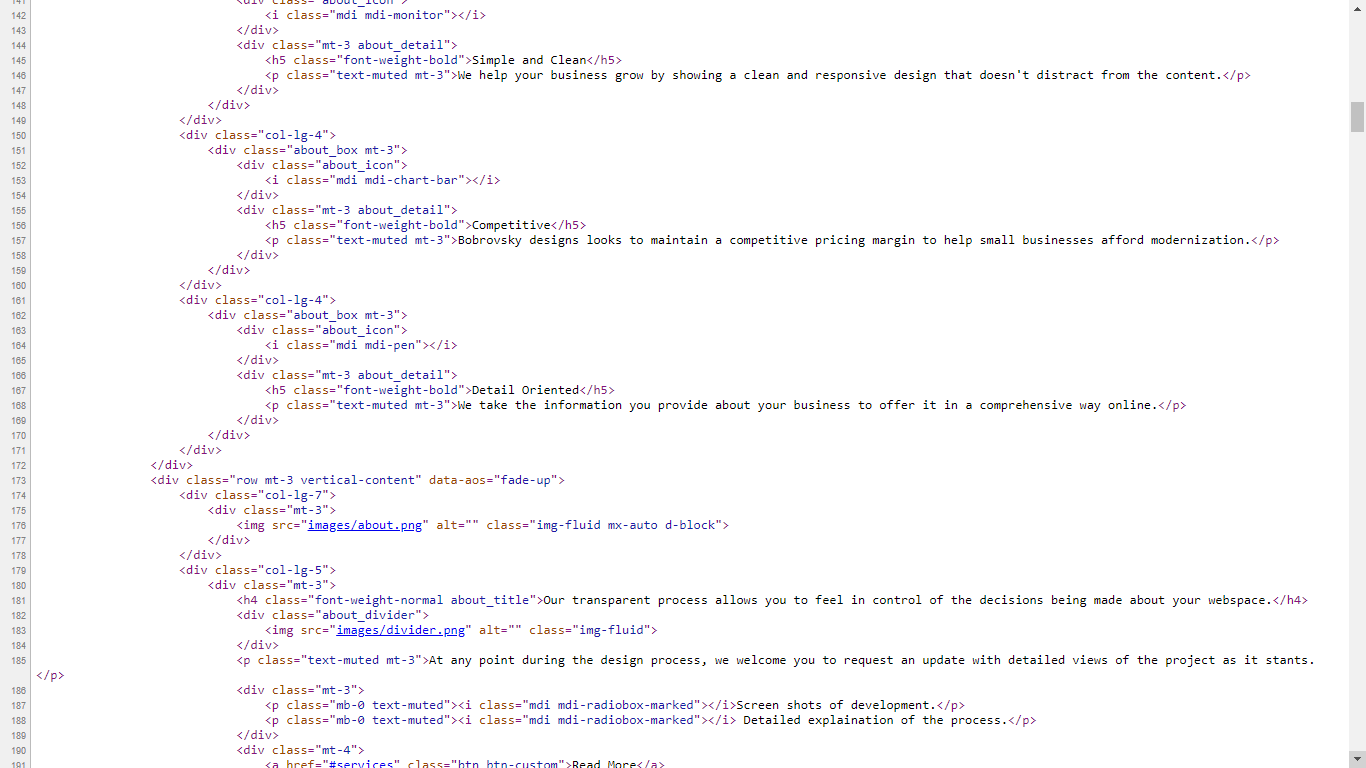 141 <div class="about_icon">
142 <i class="mdi mdi-monitor"></i>
143 </div>
144 <div class="mt-3 about_detail">
145 <h5 class="font-weight-bold">Simple and Clean</h5>
146 <p class="text-muted mt-3">We help your business grow by showing a clean and responsive design that doesn't distract from the content.</p>
147 </div>
148 </div>
149 </div>
150 <div class="col-lg-4">
151 <div class="about_box mt-3">
152 <div class="about_icon">
153 <i class="mdi mdi-chart-bar"></i>
154 </div>
155 <div class="mt-3 about_detail">
156 <h5 class="font-weight-bold">Competitive</h5>
157 <p class="text-muted mt-3">Bobrovsky designs looks to maintain a competitive pricing margin to help small businesses afford modernization.</p>
158 </div>
159 </div>
160 </div>
161 <div class="col-lg-4">
162 <div class="about_box mt-3">
163 <div class="about_icon">
164 <i class="mdi mdi-pen"></i>
165 </div>
166 <div class="mt-3 about_detail">
167 <h5 class="font-weight-bold">Detail Oriented</h5>
168 <p class="text-muted mt-3">We take the information you provide about your business to offer it in a comprehensive way online.</p>
169 </div>
170 </div>
171 </div>
172 </div>
173 <div class="row mt-3 vertical-content" data-aos="fade-up">
174 <div class="col-lg-7">
175 <div class="mt-3">
176 <img src="images/about.png" alt="" class="img-fluid mx-auto d-block">
177 </div>
178 </div>
179 <div class="col-lg-5">
180 <div class="mt-3">
181 <h4 class="font-weight-normal about_title">Our transparent process allows you to feel in control of the decisions being made about your webspace.</h4>
182 <div class="about_divider">
183 <img src="images/divider.png" alt="" class="img-fluid">
184 </div>
185 <p class="text-muted mt-3">At any point during the design process, we welcome you to request an update with detailed views of the project as it stants.
</p>
186 <div class="mt-3">
187 <p class="mb-0 text-muted"><i class="mdi mdi-radiobox-marked"></i>Screen shots of development.</p>
188 <p class="mb-0 text-muted"><i class="mdi mdi-radiobox-marked"></i> Detailed explaination of the process.</p>
189 </div>
190 <div class="mt-4">
191 <a href="#services" class="btn btn-custom">Read More</a>